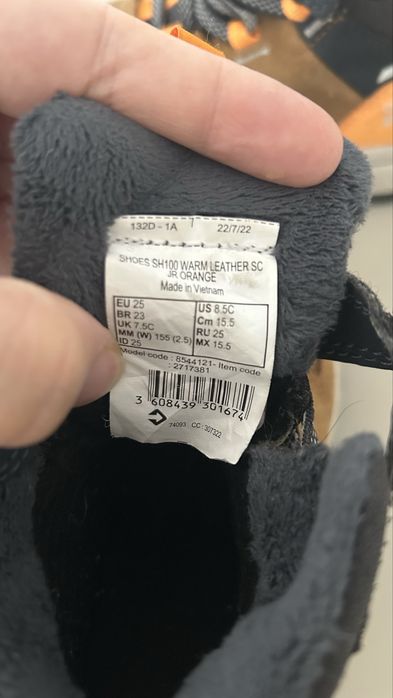 132D - 1A 22/7/22
SHOES SH100 WARM LEATHER SC
JR ORANGE
Made in Vietnam
EU 25 US 8.5C
BR 23 Cm 15.5
UK 7.5C RU 25
MM (W) 155 (2.5) MX 15.5
ID 25
Model code : 8544121- Item code
: 2717381
3 608439 301674
74093 CC:307322